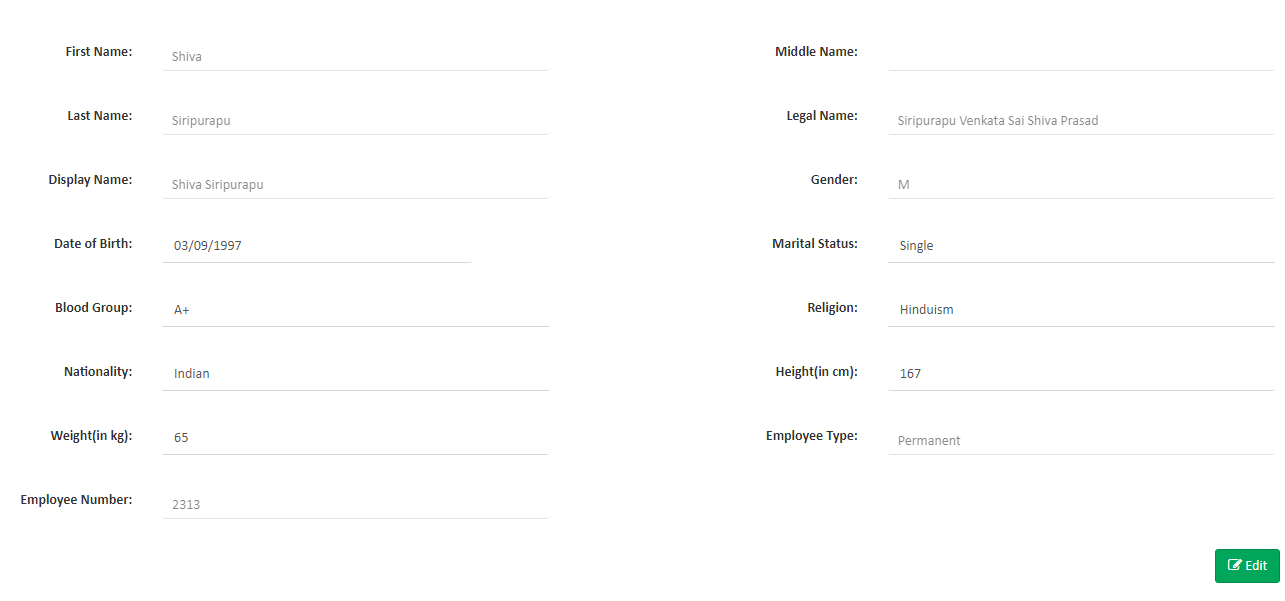 First Name: Shiva Middle Name:
Last Name: Siripurapu Legal Name: Siripurapu Venkata Sai Shiva Prasad
Display Name: Shiva Siripurapu Gender: M
Date of Birth: 03/09/1997 Marital Status: Single
Blood Group: A+ Religion: Hinduism
Nationality: Indian Height(in cm): 167
Weight(in kg): 65 Employee Type: Permanent
Employee Number: 2313
Edit